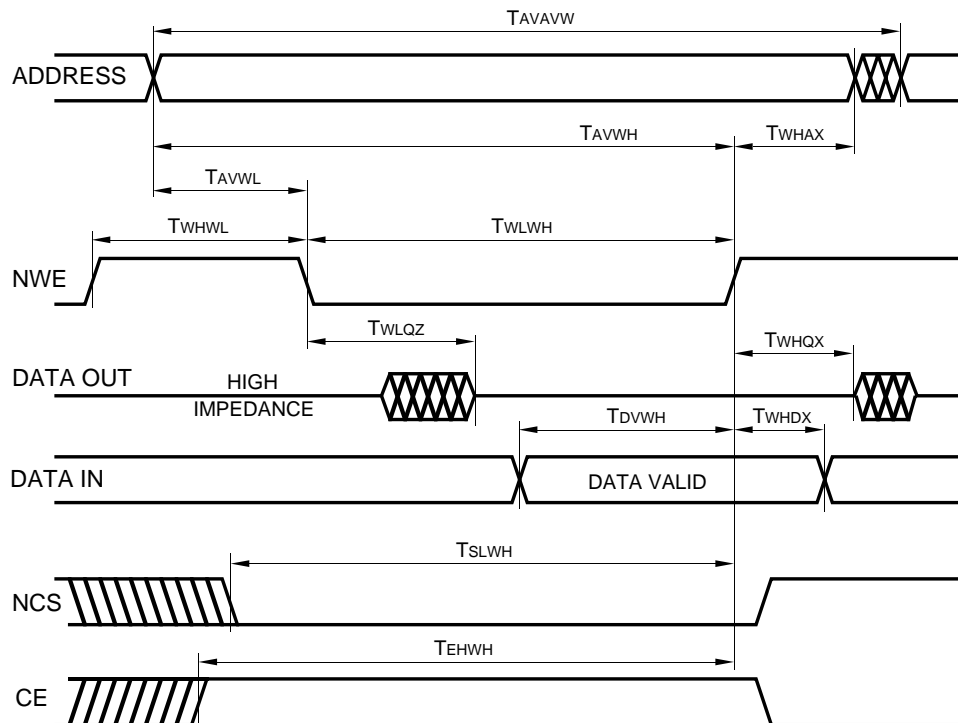 TAVAVW
ADDRESS
TAVWH TWHAX
TAVWL
TWHWL TWLWH
NWE
TWLQZ TWHQX
DATA OUT HIGH
IMPEDANCE
TDVWH TWHDX
DATA IN DATA VALID
TSLWH
NCS
TEHWH
CE